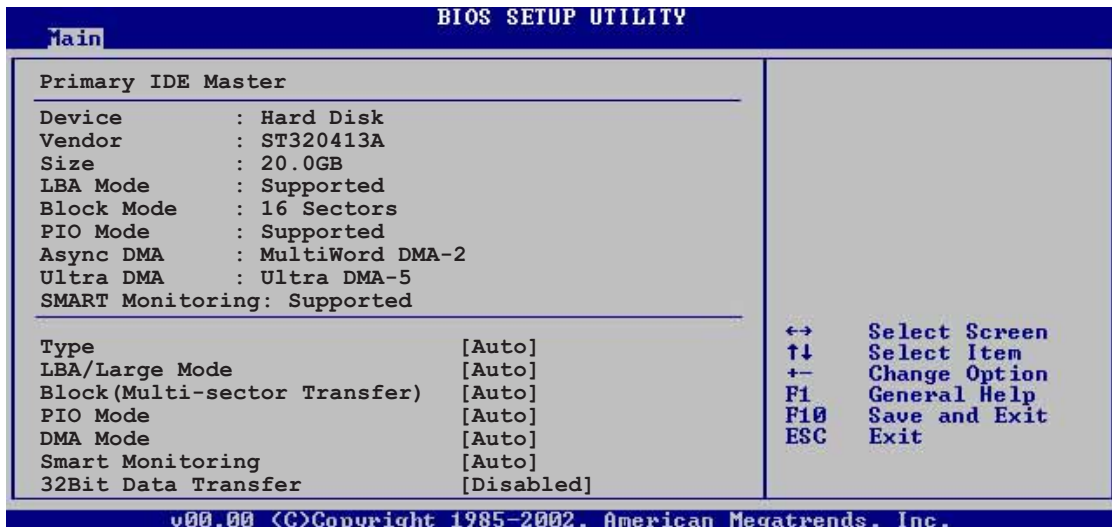 BIOS SETUP UTILITY
Main
Primary IDE Master
Device : Hard Disk
Vendor : ST320413A
Size : 20.0GB
LBA Mode : Supported
Block Mode : 16 Sectors
PIO Mode : Supported
Async DMA : MultiWord DMA-2
Ultra DMA : Ultra DMA-5
SMART Monitoring: Supported
Type [Auto]
LBA/Large Mode [Auto]
Block(Multi-sector Transfer) [Auto]
PIO Mode [Auto]
DMA Mode [Auto]
Smart Monitoring [Auto]
32Bit Data Transfer [Disabled]
←→ Select Screen
↑↓ Select Item
+- Change Option
F1 General Help
F10 Save and Exit
ESC Exit
v00.00 (C)Copyright 1985-2002, American Megatrends, Inc.